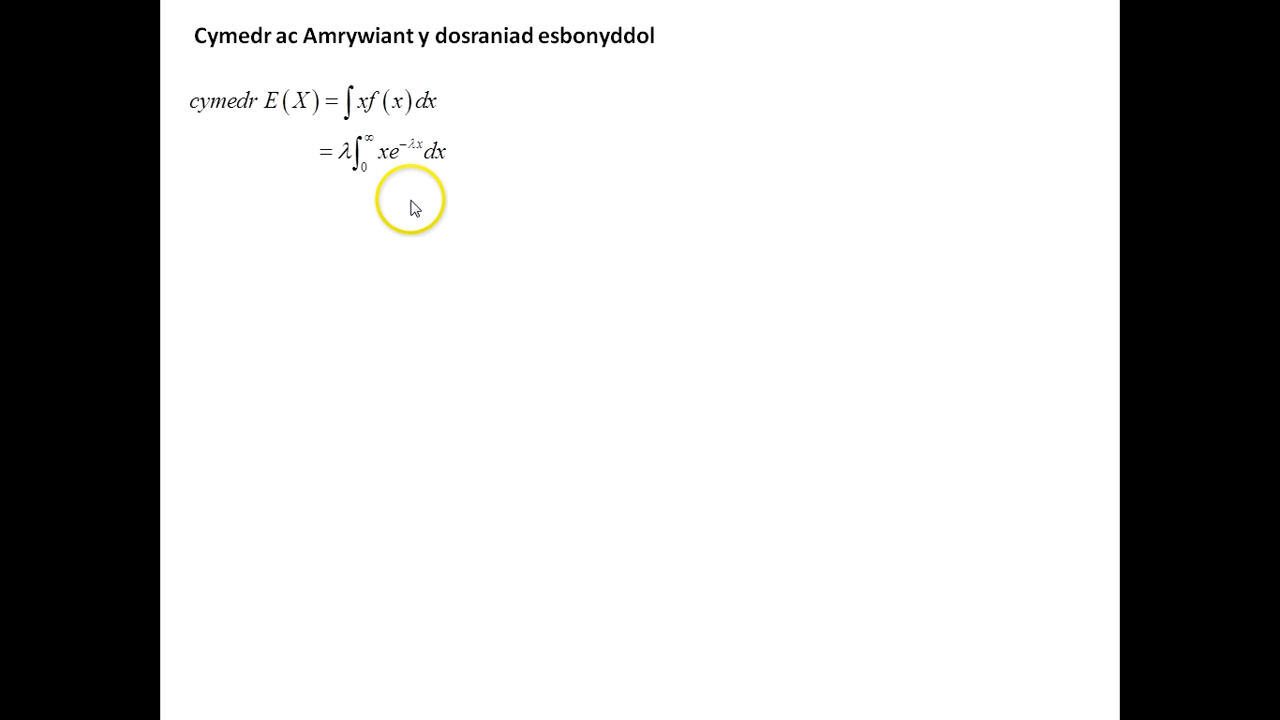 Cymedr ac Amrywiant y dosraniad esbonyddol
cymedr E(X) = ∫xf(x)dx
= λ∫₀^∞ xe^{-λx}dx